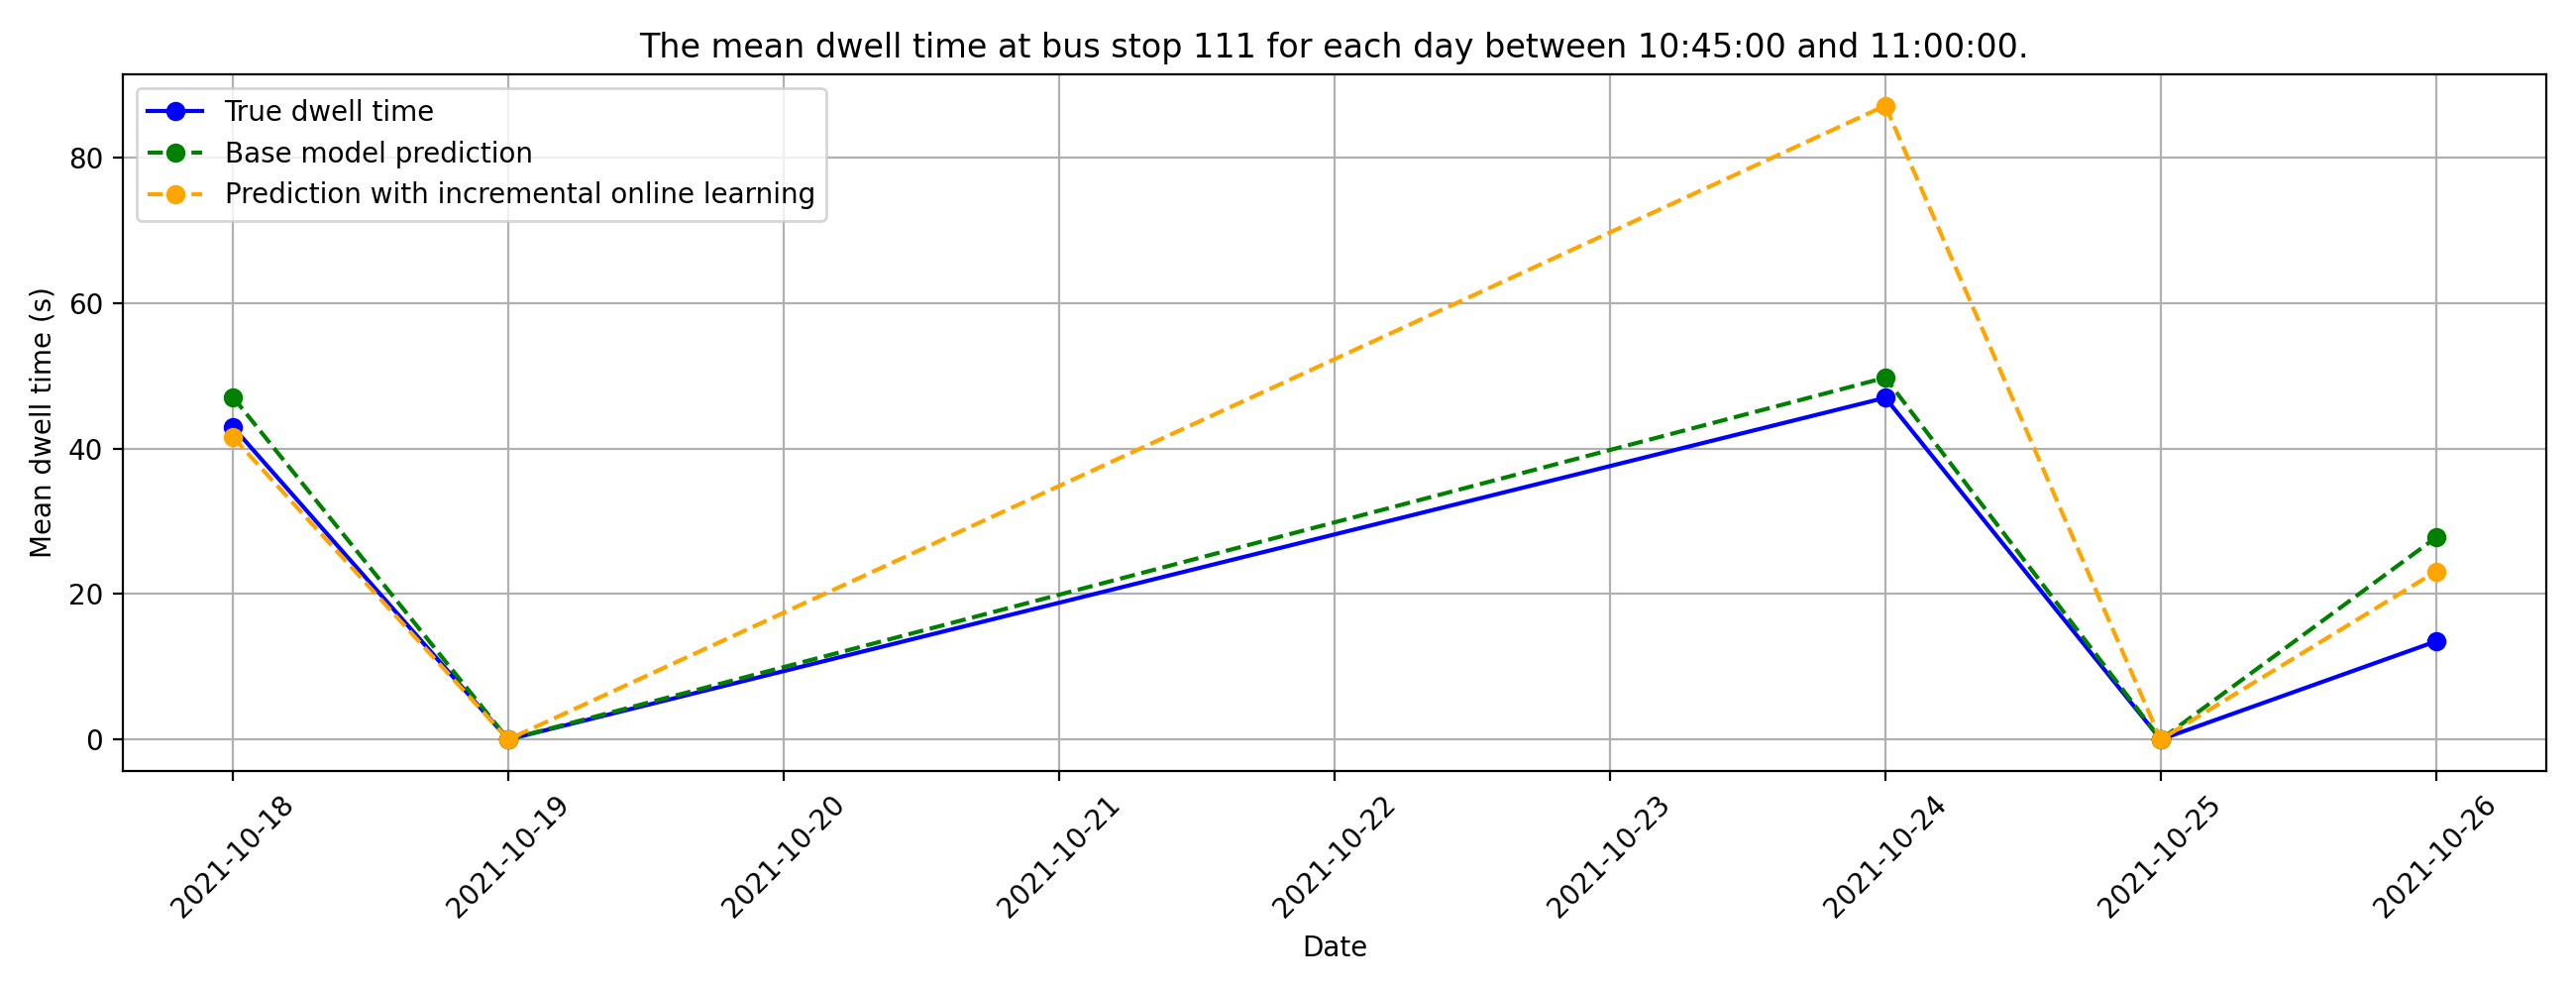 The mean dwell time at bus stop 111 for each day between 10:45:00 and 11:00:00.
True dwell time
Base model prediction
Prediction with incremental online learning
Mean dwell time (s)
80
60
40
20
0
2021-10-18
2021-10-19
2021-10-20
2021-10-21
2021-10-22
2021-10-23
2021-10-24
2021-10-25
2021-10-26
Date